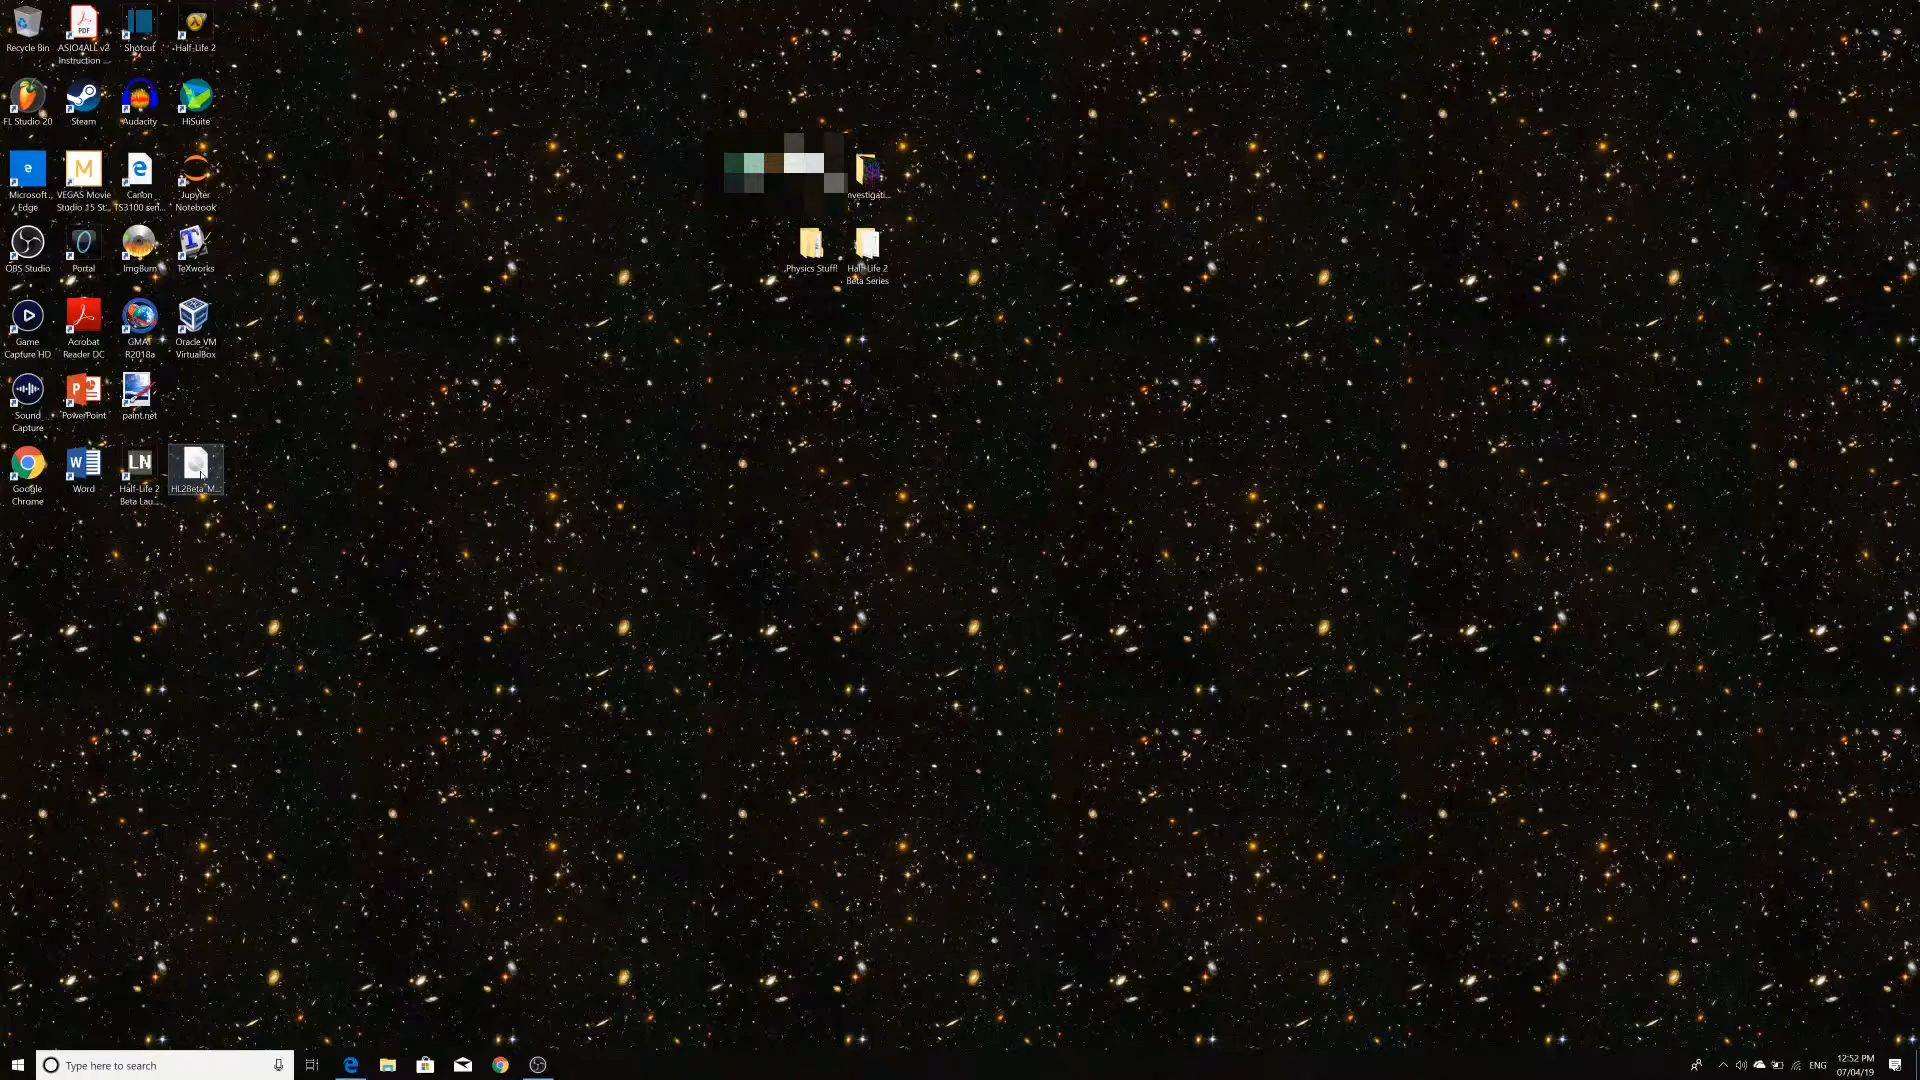 Recycle Bin
ASIO4ALL v2
Instruction ...
Shotcut
Half-Life 2
FL Studio 20
Steam
Audacity
HiSuite
Microsoft
Edge
VEGAS Movie
Studio 15 St...
Canon
TS3100 seri...
Jupyter
Notebook
OBS Studio
Portal
ImgBurn
TeXworks
Game
Capture HD
Acrobat
Reader DC
GMAT
R2018a
Oracle VM
VirtualBox
Sound
Capture
PowerPoint
paint.net
Google
Chrome
Word
LN
Half-Life 2
Beta Lau...
HL2Beta_M...
nvestigati...
Physics Stuff!
Half-Life 2
Beta Series
Type here to search
ENG
12:52 PM
07/04/19